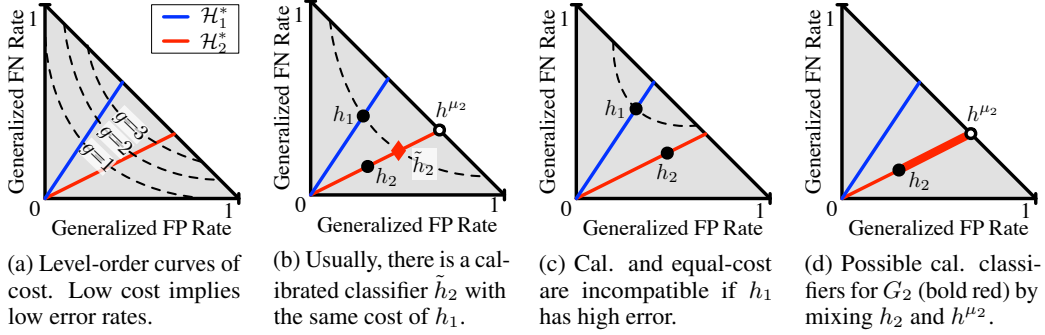 Generalized FN Rate
1
0
1
Generalized FP Rate
g=1
g=2
g=3
ℋ₁*
ℋ₂*
(a) Level-order curves of
cost. Low cost implies
low error rates.
Generalized FN Rate
1
0
1
Generalized FP Rate
h₁
h₂
h̃₂
h^{μ₂}
(b) Usually, there is a cal-
ibrated classifier h̃₂ with
the same cost of h₁.
Generalized FN Rate
1
0
1
Generalized FP Rate
h₁
h₂
(c) Cal. and equal-cost
are incompatible if h₁
has high error.
Generalized FN Rate
1
0
1
Generalized FP Rate
h₂
h^{μ₂}
(d) Possible cal. classi-
fiers for G₂ (bold red) by
mixing h₂ and h^{μ₂}.